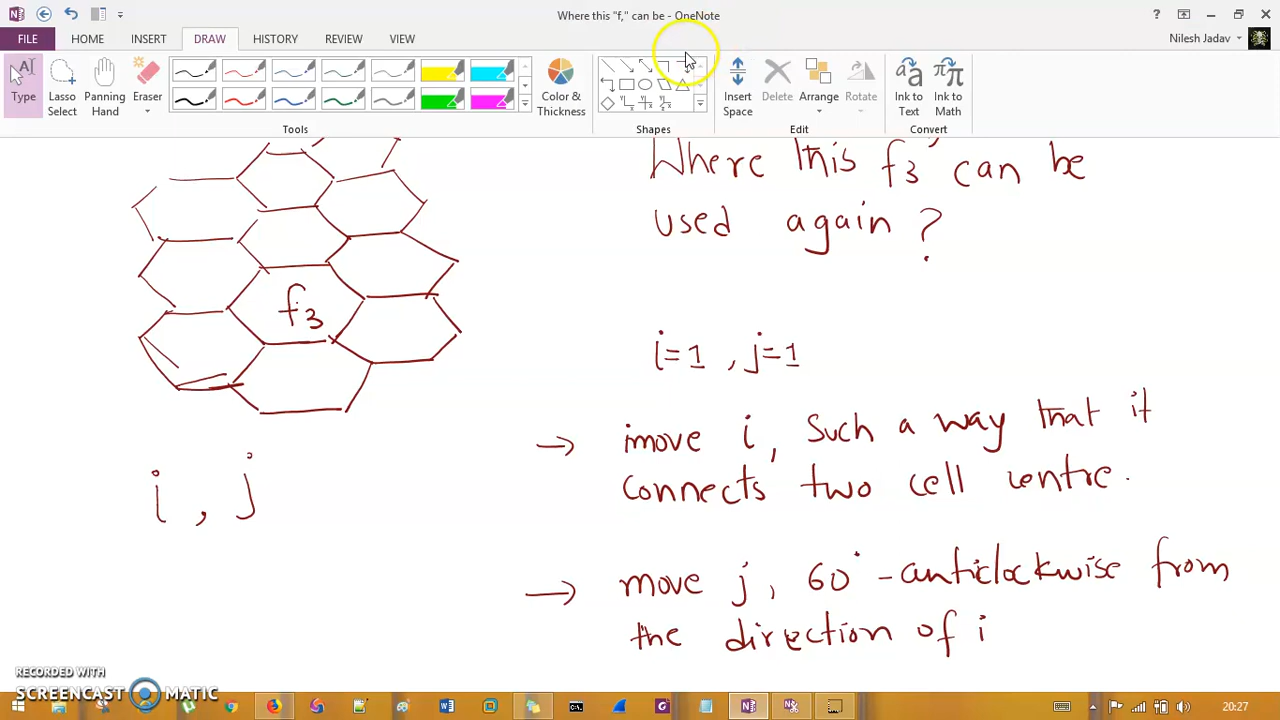 Where this "f," can be - OneNote
FILE HOME INSERT DRAW HISTORY REVIEW VIEW
Nilesh Jadav
Type
Lasso Select
Panning Hand
Eraser
Color & Thickness
Insert Space
Delete
Arrange
Rotate
Ink to Text
Ink to Math
Tools
Shapes
Edit
Convert
Where this f3' can be
used again ?
f3
i=1 , j=1
→ move i, Such a way that it
connects two cell centre.
i , j
→ move j, 60° - anticlockwise from
the direction of i
RECORDED WITH
SCREENCAST MATIC
20:27